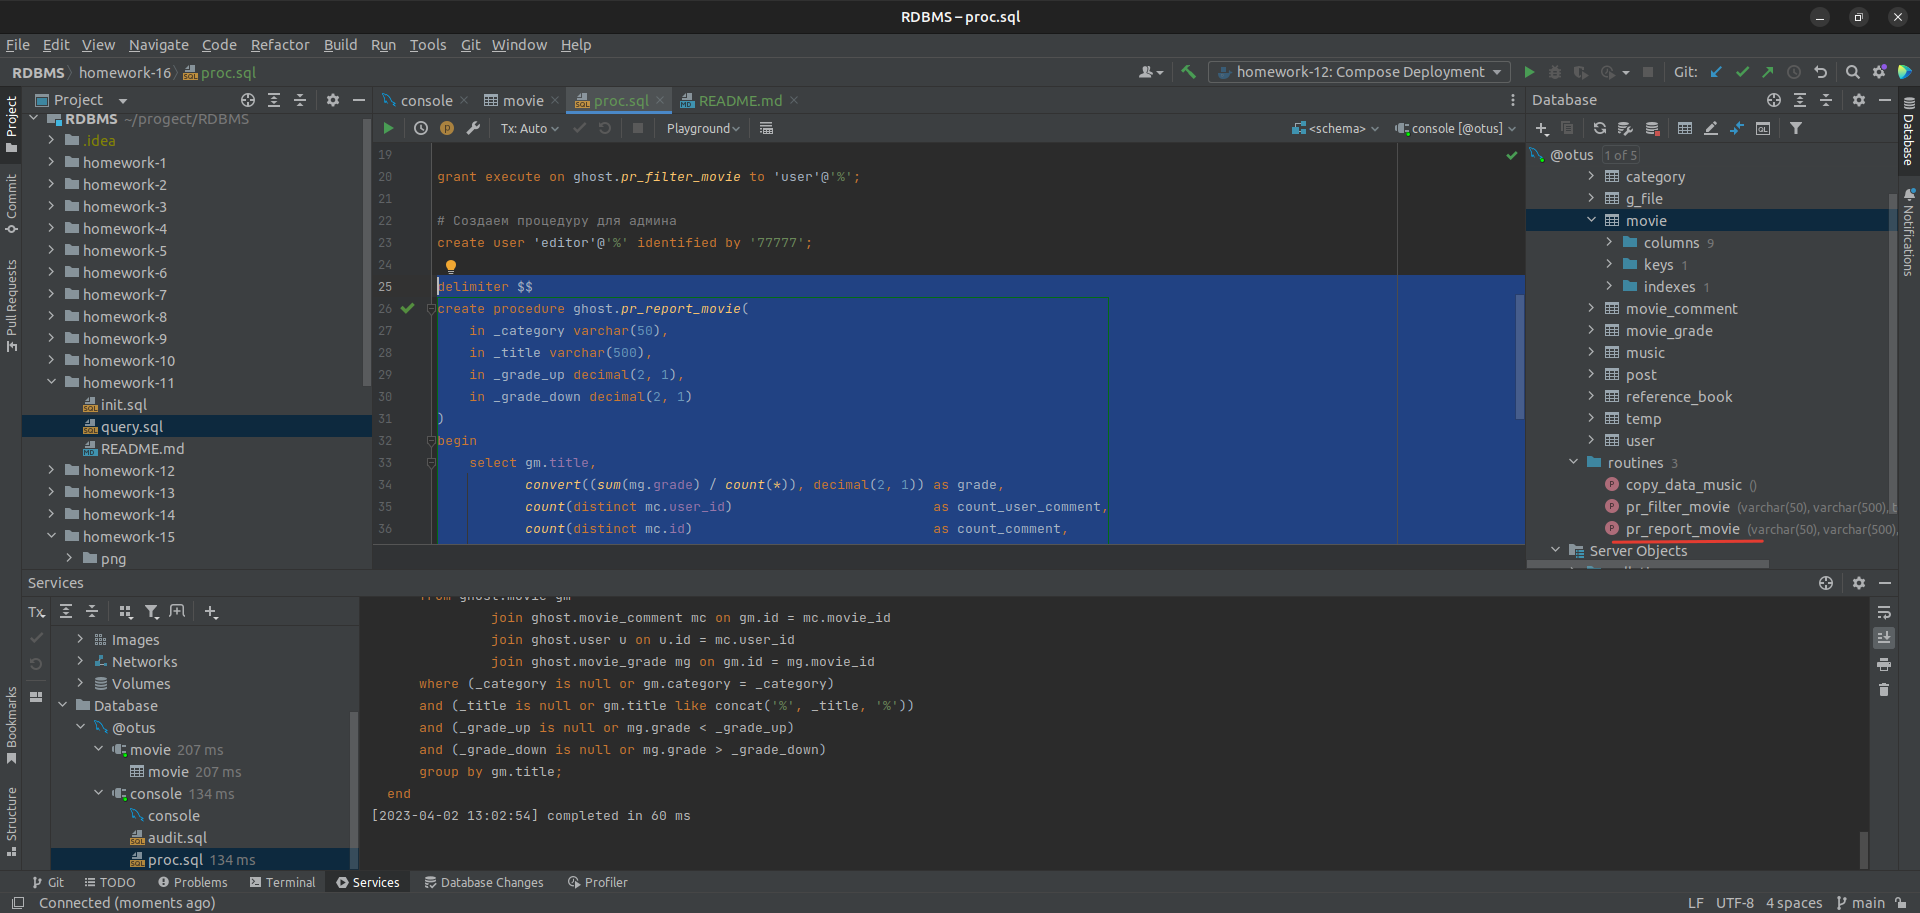 RDBMS – proc.sql
File Edit View Navigate Code Refactor Build Run Tools Git Window Help
RDBMS homework-16 proc.sql
homework-12: Compose Deployment
Git:
Project
Project
Commit
Pull Requests
Bookmarks
Structure
RDBMS ~/progect/RDBMS
.idea
homework-1
homework-2
homework-3
homework-4
homework-5
homework-6
homework-7
homework-8
homework-9
homework-10
homework-11
init.sql
query.sql
README.md
homework-12
homework-13
homework-14
homework-15
png
console movie proc.sql README.md
Tx: Auto Playground <schema> console [@otus]
19
20 grant execute on ghost.pr_filter_movie to 'user'@'%';
21
22 # Создаем процедуру для админа
23 create user 'editor'@'%' identified by '77777';
24
25 delimiter $$
26 create procedure ghost.pr_report_movie(
27 in _category varchar(50),
28 in _title varchar(500),
29 in _grade_up decimal(2, 1),
30 in _grade_down decimal(2, 1)
31 )
32 begin
33 select gm.title,
34 convert((sum(mg.grade) / count(*)), decimal(2, 1)) as grade,
35 count(distinct mc.user_id) as count_user_comment,
36 count(distinct mc.id) as count_comment,
Database
@otus 1 of 5
category
g_file
movie
columns 9
keys 1
indexes 1
movie_comment
movie_grade
music
post
reference_book
temp
user
routines 3
copy_data_music ()
pr_filter_movie (varchar(50), varchar(500), t
pr_report_movie (varchar(50), varchar(500),
Server Objects
Database
Notifications
Services
Tx
Images
Networks
Volumes
Database
@otus
movie 207 ms
movie 207 ms
console 134 ms
console
audit.sql
proc.sql 134 ms
from ghost.movie gm
join ghost.movie_comment mc on gm.id = mc.movie_id
join ghost.user u on u.id = mc.user_id
join ghost.movie_grade mg on gm.id = mg.movie_id
where (_category is null or gm.category = _category)
and (_title is null or gm.title like concat('%', _title, '%'))
and (_grade_up is null or mg.grade < _grade_up)
and (_grade_down is null or mg.grade > _grade_down)
group by gm.title;
end
[2023-04-02 13:02:54] completed in 60 ms
Git TODO Problems Terminal Services Database Changes Profiler
Connected (moments ago) LF UTF-8 4 spaces main